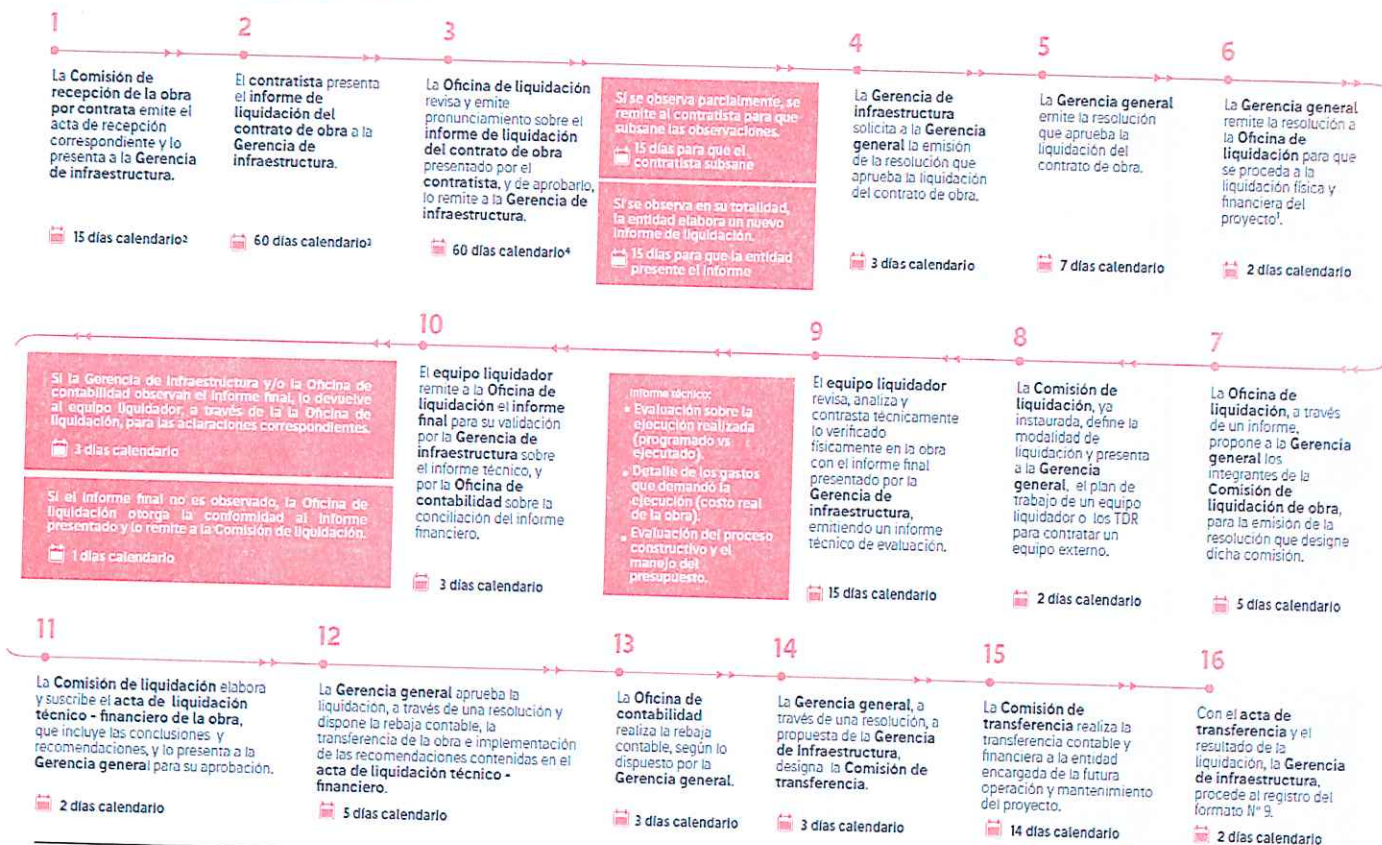 1
La Comisión de
recepción de la obra
por contrata emite el
acta de recepción
correspondiente y lo
presenta a la Gerencia
de infraestructura.
15 días calendario²
2
El contratista presenta
el informe de
liquidación del
contrato de obra a la
Gerencia de
infraestructura.
60 días calendario³
3
La Oficina de liquidación
revisa y emite
pronunciamiento sobre el
informe de liquidación
del contrato de obra
presentado por el
contratista, y de aprobarlo,
lo remite a la Gerencia de
infraestructura.
60 días calendario⁴
Si se observa parcialmente, se
remite al contratista para que
subsane las observaciones.
15 días para que el
contratista subsane
Si se observa en su totalidad,
la entidad elabora un nuevo
informe de liquidación.
15 días para que la entidad
presente el informe
4
La Gerencia de
infraestructura
solicita a la Gerencia
general la emisión
de la resolución que
aprueba la liquidación
del contrato de obra.
3 días calendario
5
La Gerencia general
emite la resolución
que aprueba la
liquidación del
contrato de obra.
7 días calendario
6
La Gerencia general
remite la resolución a
la Oficina de
liquidación para que
se proceda a la
liquidación física y
financiera del
proyecto¹.
2 días calendario
7
La Oficina de
liquidación, a través
de un informe,
propone a la Gerencia
general los
integrantes de la
Comisión de
liquidación de obra,
para la emisión de la
resolución que designe
dicha comisión.
5 días calendario
8
La Comisión de
liquidación, ya
instaurada, define la
modalidad de
liquidación y presenta
a la Gerencia
general, el plan de
trabajo de un equipo
liquidador o los TDR
para contratar un
equipo externo.
2 días calendario
9
El equipo liquidador
revisa, analiza y
contrasta técnicamente
lo verificado
físicamente en la obra
con el informe final
presentado por la
Gerencia de
infraestructura,
emitiendo un informe
técnico de evaluación.
15 días calendario
Informe técnico:
• Evaluación sobre la
ejecución realizada
(programado vs
ejecutado).
• Detalle de los gastos
que demandó la
ejecución (costo real
de la obra).
• Evaluación del proceso
constructivo y el
manejo del
presupuesto.
10
El equipo liquidador
remite a la Oficina de
liquidación el informe
final para su validación
por la Gerencia de
infraestructura sobre
el informe técnico, y
por la Oficina de
contabilidad sobre la
conciliación del informe
financiero.
3 días calendario
Si la Gerencia de Infraestructura y/o la Oficina de
contabilidad observan el informe final, lo devuelve
al equipo liquidador, a través de la la Oficina de
liquidación, para las aclaraciones correspondientes.
3 días calendario
Si el informe final no es observado, la Oficina de
liquidación otorga la conformidad al informe
presentado y lo remite a la Comisión de liquidación.
1 días calendario
11
La Comisión de liquidación elabora
y suscribe el acta de liquidación
técnico - financiero de la obra,
que incluye las conclusiones y
recomendaciones, y lo presenta a la
Gerencia general para su aprobación.
2 días calendario
12
La Gerencia general aprueba la
liquidación, a través de una resolución y
dispone la rebaja contable, la
transferencia de la obra e implementación
de las recomendaciones contenidas en el
acta de liquidación técnico -
financiero.
5 días calendario
13
La Oficina de
contabilidad
realiza la rebaja
contable, según lo
dispuesto por la
Gerencia general.
3 días calendario
14
La Gerencia general, a
través de una resolución, a
propuesta de la Gerencia
de Infraestructura,
designa la Comisión de
transferencia.
3 días calendario
15
La Comisión de
transferencia realiza la
transferencia contable y
financiera a la entidad
encargada de la futura
operación y mantenimiento
del proyecto.
14 días calendario
16
Con el acta de
transferencia y el
resultado de la
liquidación, la Gerencia
de infraestructura,
procede al registro del
formato N° 9.
2 días calendario